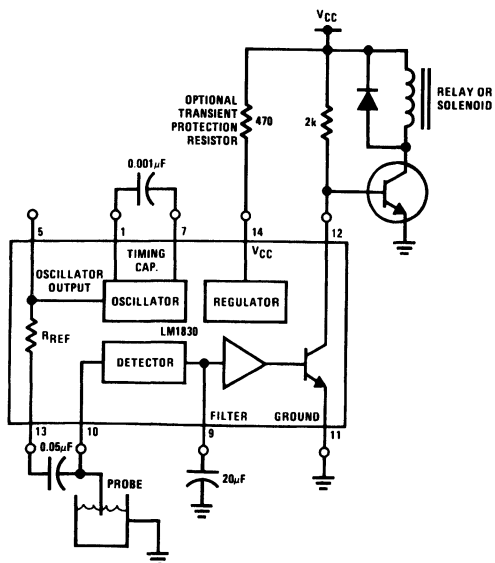 VCC
OPTIONAL
TRANSIENT
PROTECTION
RESISTOR
470
2k
RELAY OR
SOLENOID
0.001μF
5
1
7
14
12
OSCILLATOR
OUTPUT
TIMING
CAP.
VCC
OSCILLATOR
REGULATOR
LM1830
RREF
DETECTOR
FILTER
GROUND
13
10
9
11
0.05μF
PROBE
20μF